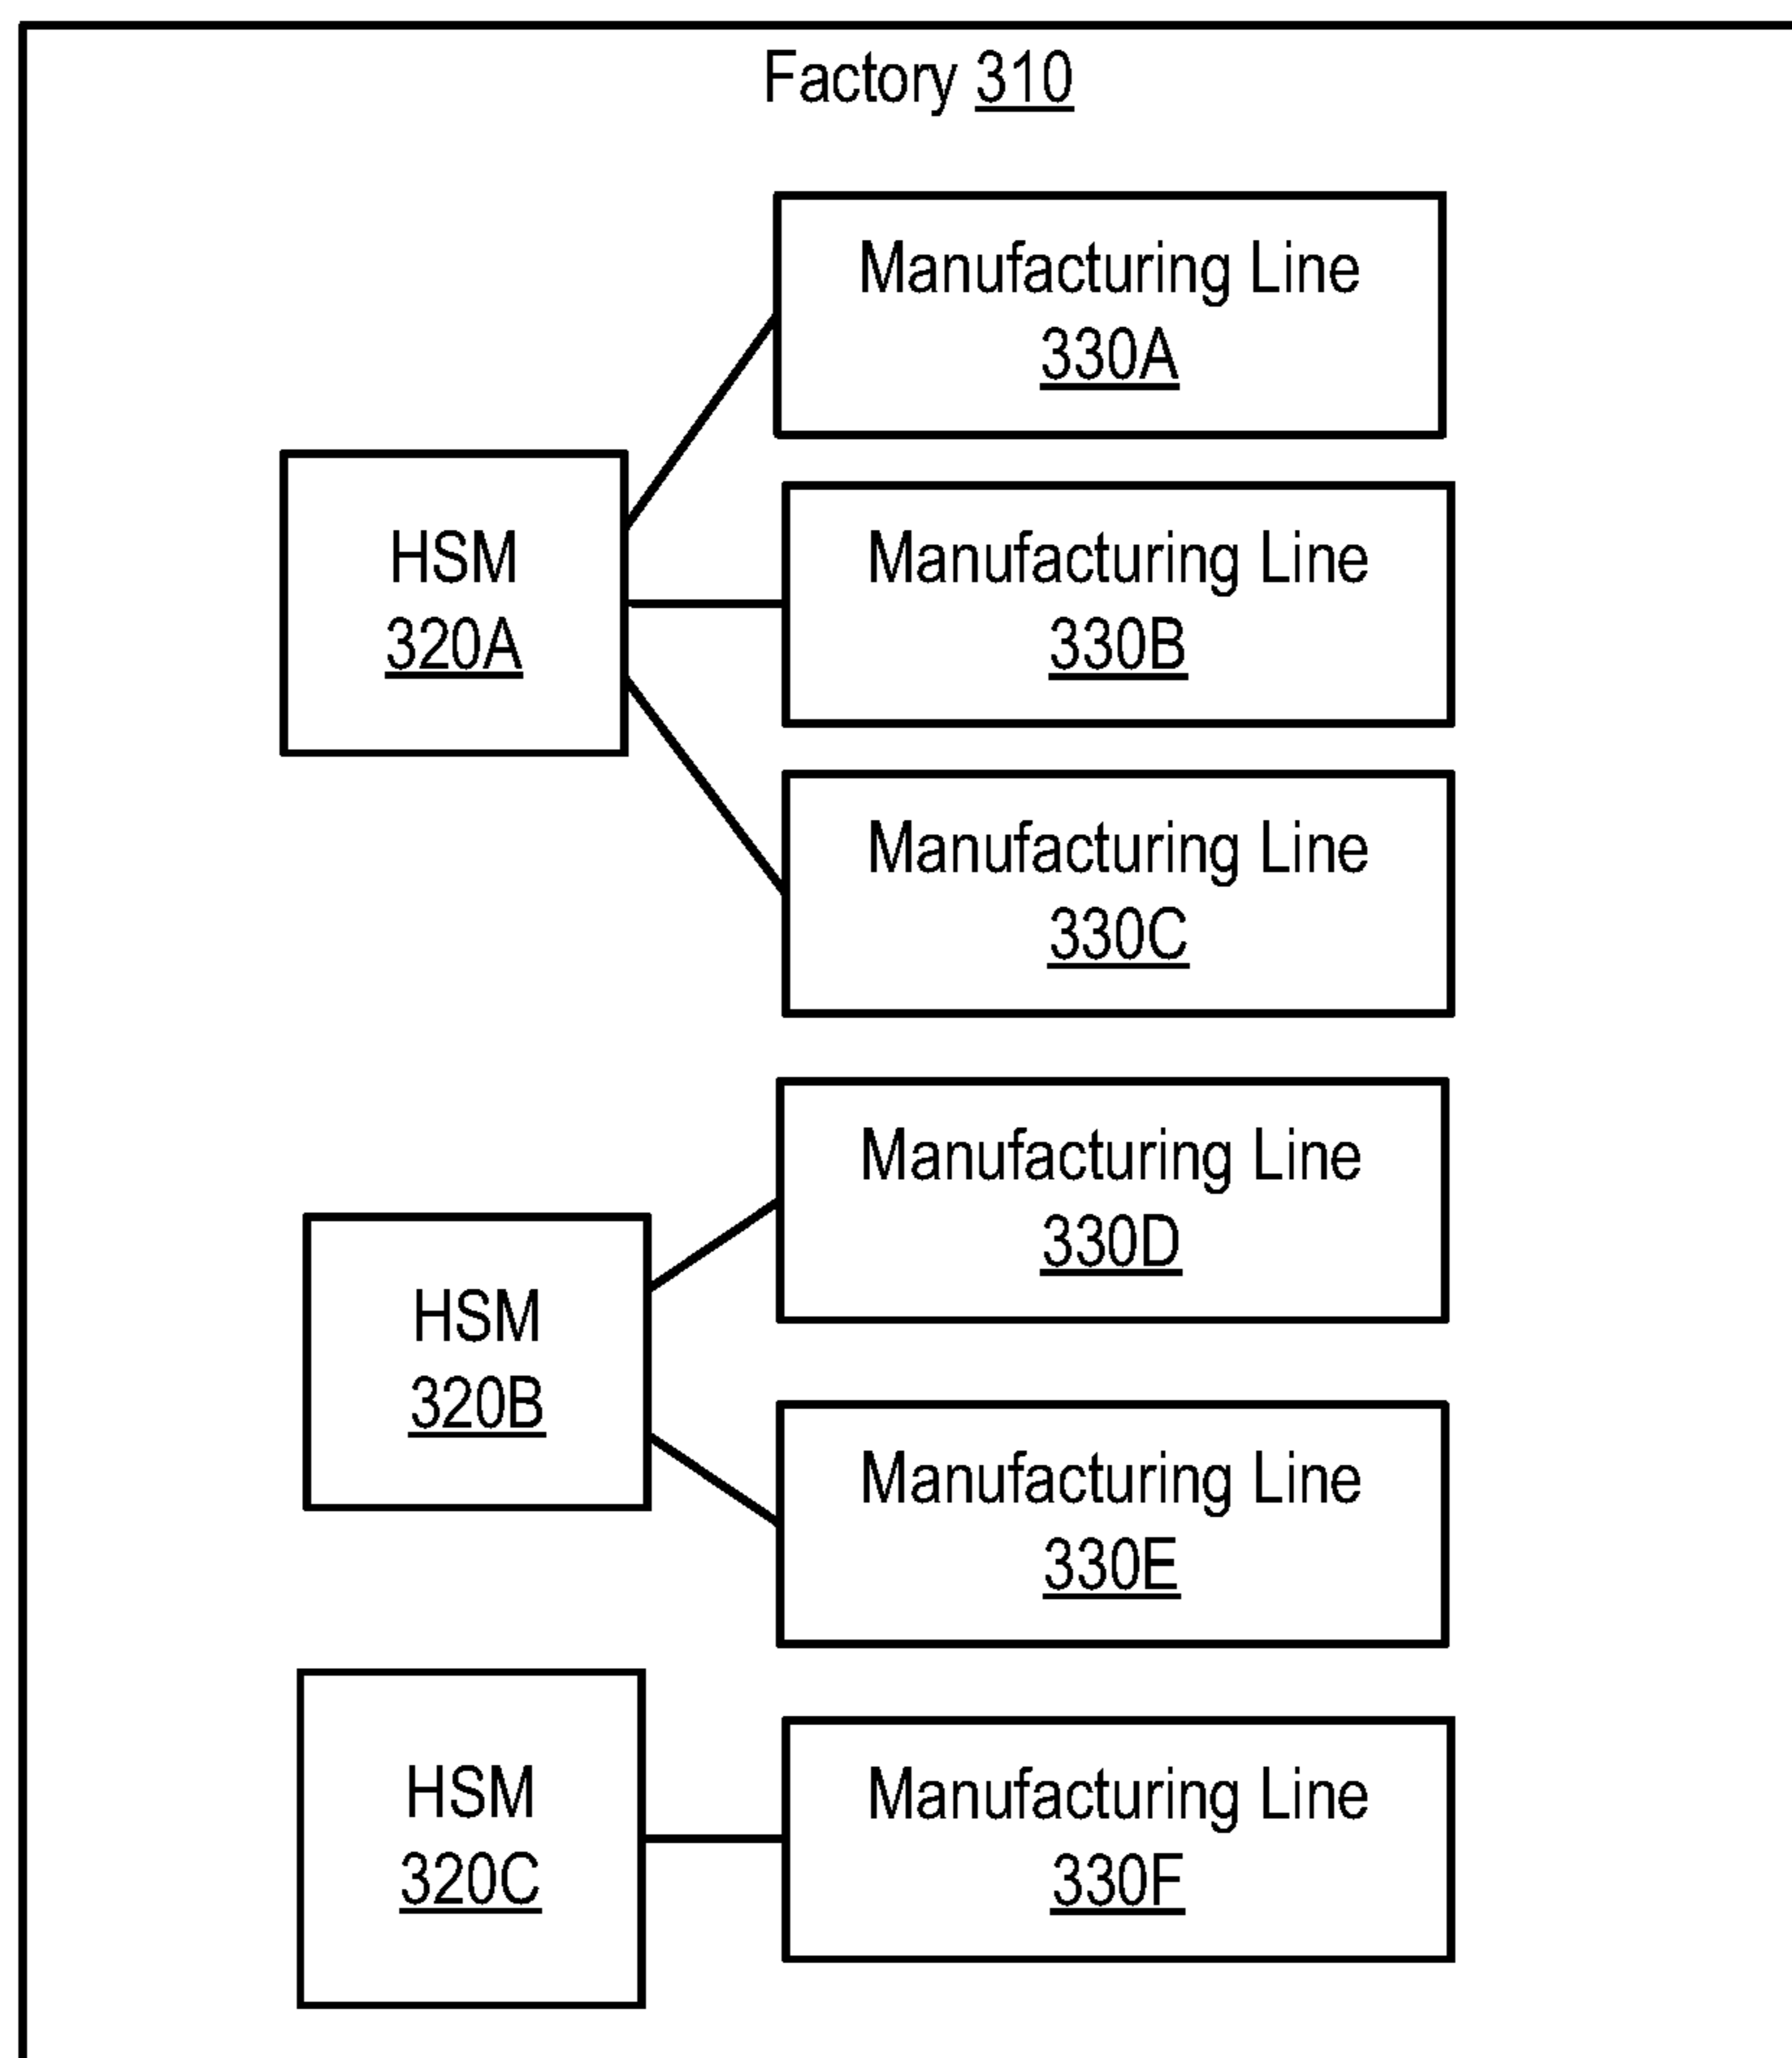 Factory 310
Manufacturing Line
330A
HSM
320A
Manufacturing Line
330B
Manufacturing Line
330C
Manufacturing Line
330D
HSM
320B
Manufacturing Line
330E
HSM
320C
Manufacturing Line
330F